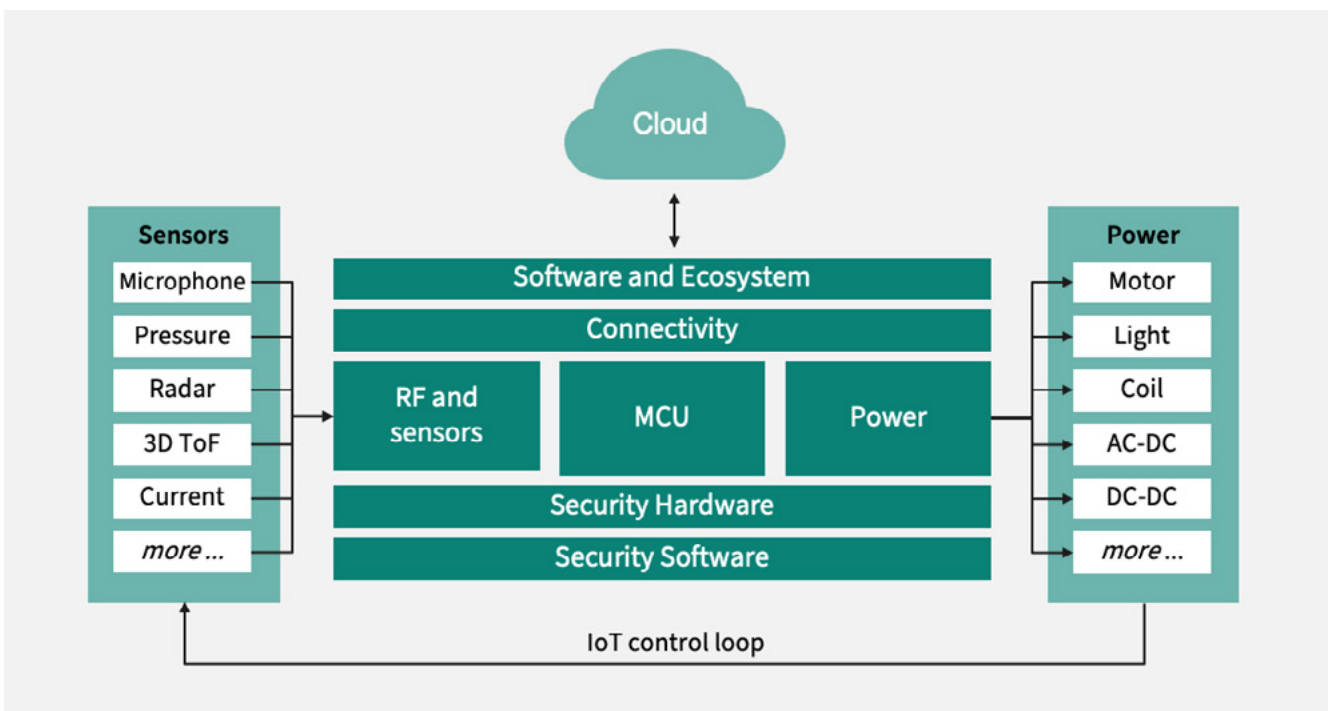 Cloud
Sensors
Microphone
Pressure
Radar
3D ToF
Current
more ...
Software and Ecosystem
Connectivity
RF and
sensors
MCU
Power
Security Hardware
Security Software
Power
Motor
Light
Coil
AC-DC
DC-DC
more ...
IoT control loop